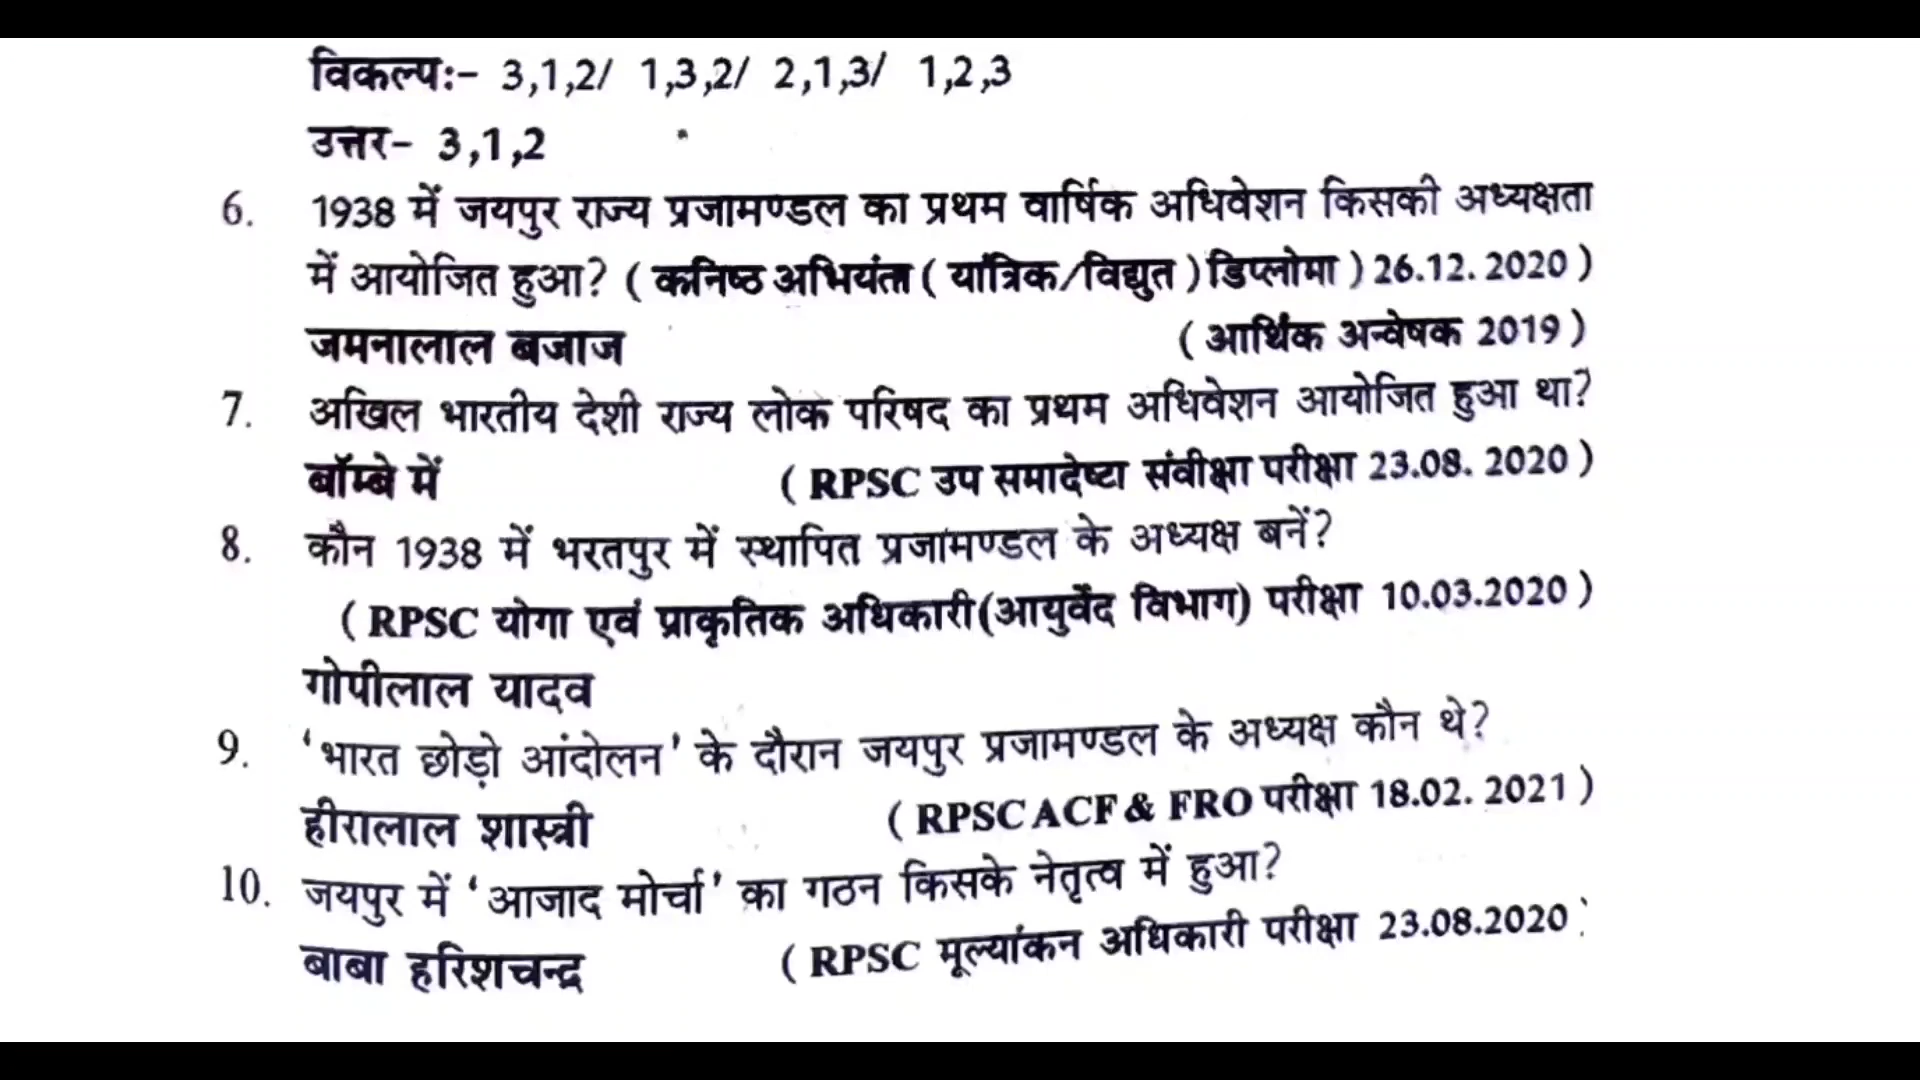 विकल्पः- 3,1,2/ 1,3,2/ 2,1,3/ 1,2,3
उत्तर- 3,1,2
6. 1938 में जयपुर राज्य प्रजामण्डल का प्रथम वार्षिक अधिवेशन किसकी अध्यक्षता
में आयोजित हुआ? ( कनिष्ठ अभियंता ( यांत्रिक/विद्युत ) डिप्लोमा ) 26.12.2020 )
जमनालाल बजाज ( आर्थिक अन्वेषक 2019 )
7. अखिल भारतीय देशी राज्य लोक परिषद का प्रथम अधिवेशन आयोजित हुआ था?
बॉम्बे में ( RPSC उप समादेष्टा संवीक्षा परीक्षा 23.08.2020 )
8. कौन 1938 में भरतपुर में स्थापित प्रजामण्डल के अध्यक्ष बनें?
( RPSC योगा एवं प्राकृतिक अधिकारी(आयुर्वेद विभाग) परीक्षा 10.03.2020 )
गोपीलाल यादव
9. 'भारत छोड़ो आंदोलन' के दौरान जयपुर प्रजामण्डल के अध्यक्ष कौन थे?
हीरालाल शास्त्री ( RPSC ACF & FRO परीक्षा 18.02.2021 )
10. जयपुर में 'आजाद मोर्चा' का गठन किसके नेतृत्व में हुआ?
बाबा हरिशचन्द्र ( RPSC मूल्यांकन अधिकारी परीक्षा 23.08.2020 )